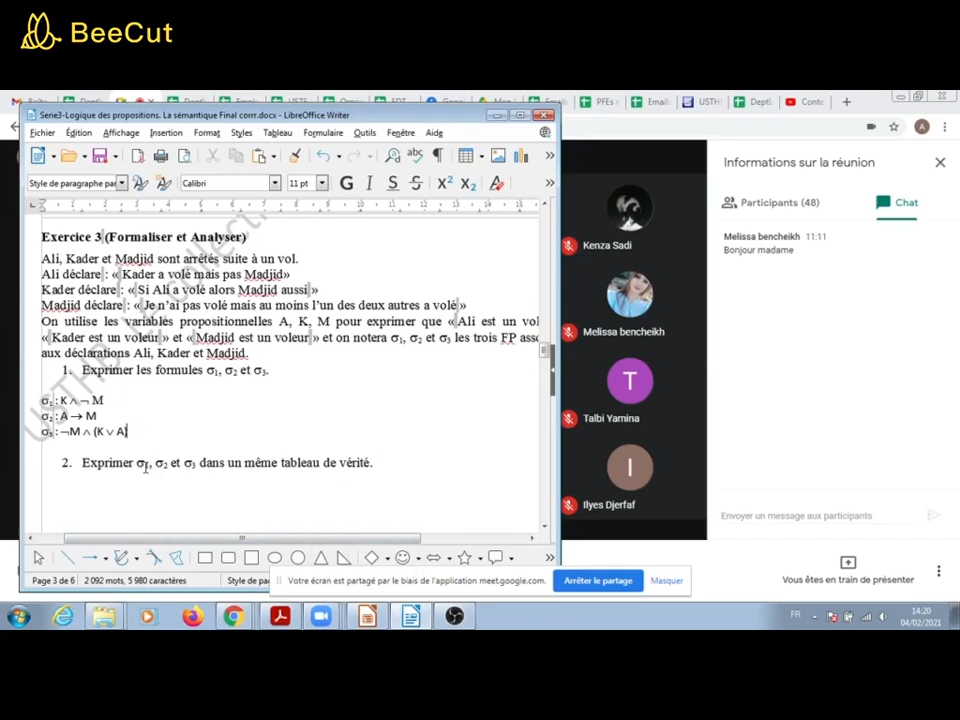 BeeCut
Serie3-Logique des propositions. La sémantique Final corrr.docx - LibreOffice Writer
Fichier Édition Affichage Insertion Format Styles Tableau Formulaire Outils Fenêtre Aide
Style de paragraphe pa Calibri 11 pt
Exercice 3 (Formaliser et Analyser)
Ali, Kader et Madjid sont arrêtés suite à un vol.
Ali déclare : « Kader a volé mais pas Madjid»
Kader déclare : « Si Ali a volé alors Madjid aussi »
Madjid déclare : « Je n’ai pas volé mais au moins l’un des deux autres a volé »
On utilise les variables propositionnelles A, K, M pour exprimer que « Ali est un vol
« Kader est un voleur » et « Madjid est un voleur » et on notera σ1, σ2 et σ3 les trois FP asso
aux déclarations Ali, Kader et Madjid.
1. Exprimer les formules σ1, σ2 et σ3.
σ1 : K ∧ ¬ M
σ2 : A → M
σ3 : ¬M ∧ (K ∨ A)
2. Exprimer σ1, σ2 et σ3 dans un même tableau de vérité.
Page 3 de 6 2 092 mots, 5 980 caractères Style de pa
Votre écran est partagé par le biais de l'application meet.google.com. Arrêter le partage Masquer
Kenza Sadi
Melissa bencheikh
T
Talbi Yamina
I
Ilyes Djerfaf
Informations sur la réunion
Participants (48) Chat
Melissa bencheikh 11:11
Bonjour madame
Envoyer un message aux participants
Vous êtes en train de présenter
FR 14:20
04/02/2021